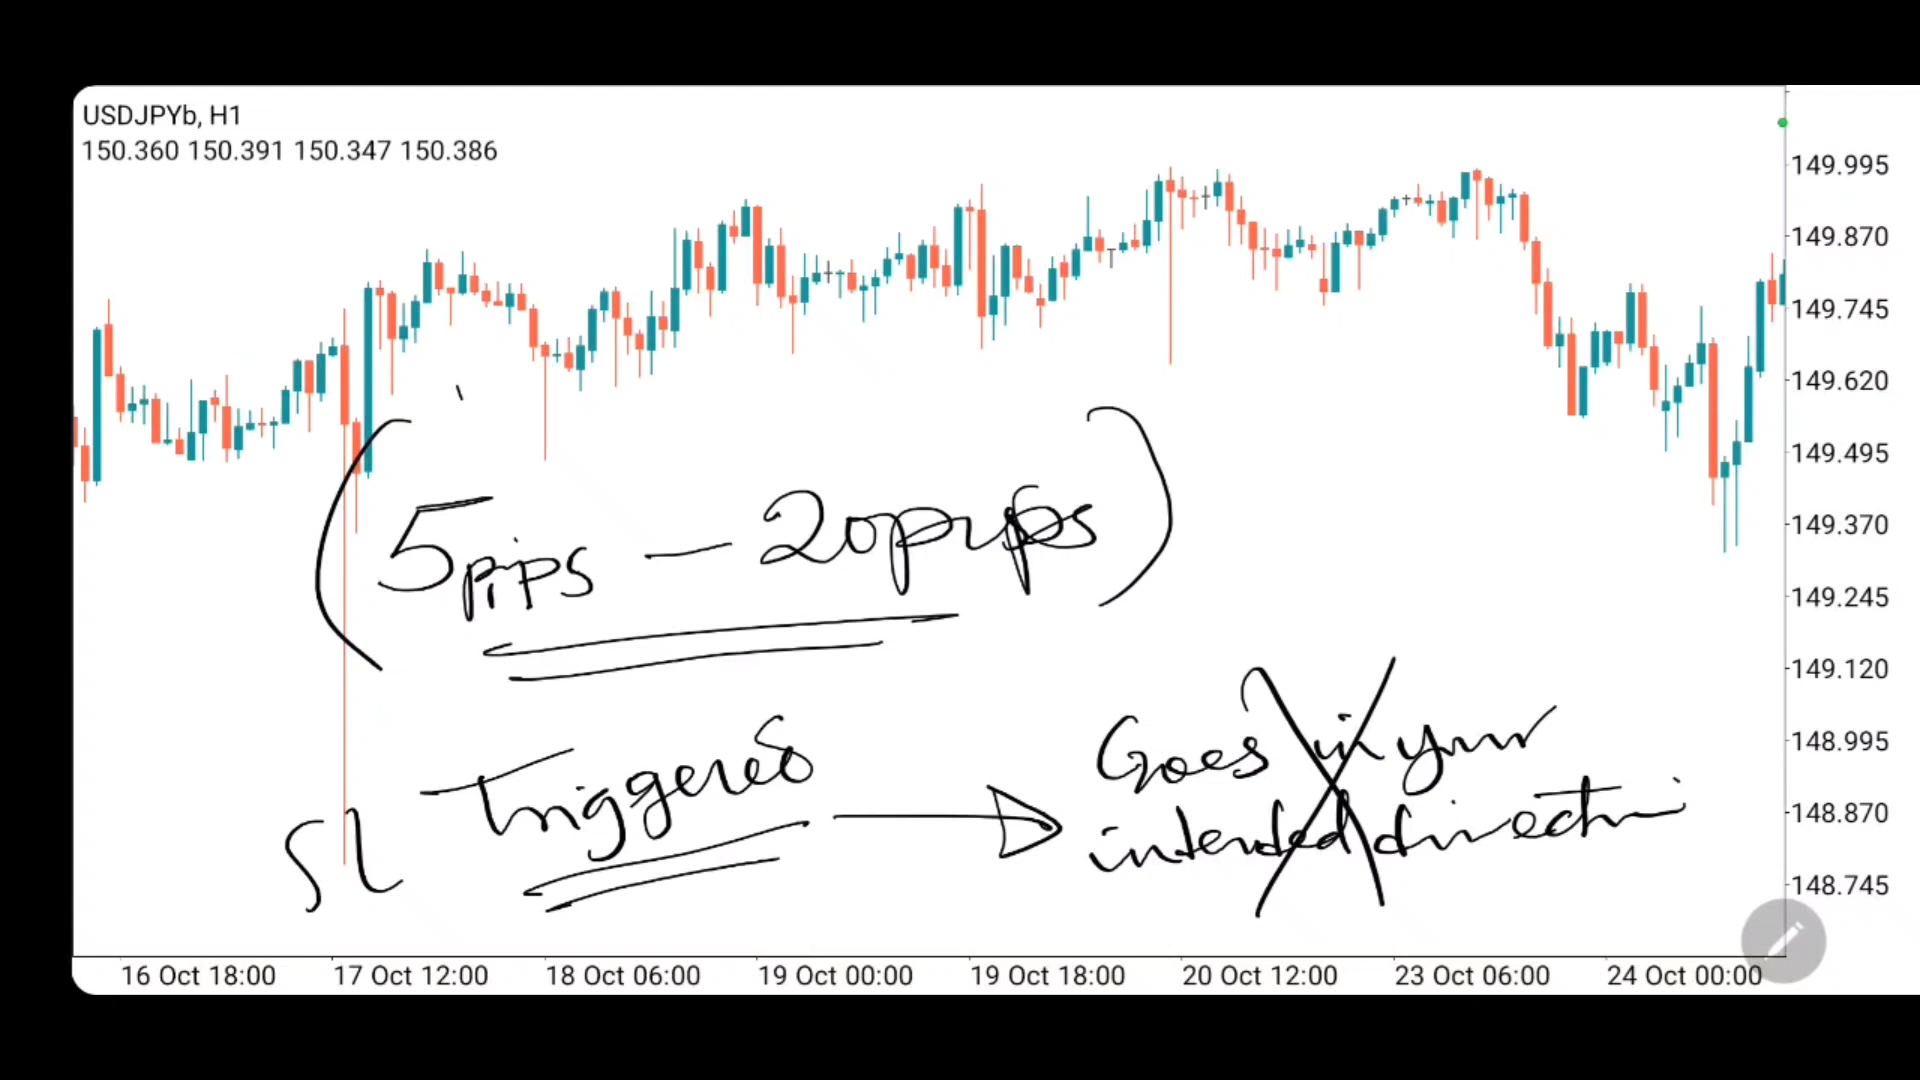 USDJPYb, H1
150.360 150.391 150.347 150.386
149.995
149.870
149.745
149.620
149.495
149.370
149.245
149.120
148.995
148.870
148.745
(5pips — 20pips)
SL Triggered → Goes in your
intended direction
16 Oct 18:00 17 Oct 12:00 18 Oct 06:00 19 Oct 00:00 19 Oct 18:00 20 Oct 12:00 23 Oct 06:00 24 Oct 00:00